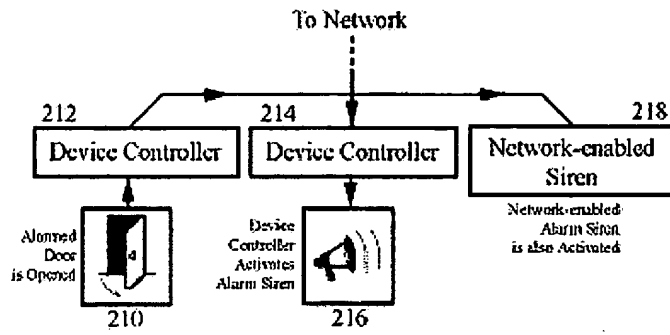 To Network
212
214
218
Device Controller
Device Controller
Network-enabled
Siren
Alarmed
Door
is Opened
Device
Controller
Activates
Alarm Siren
Network-enabled
Alarm Siren
is also Activated
210
216